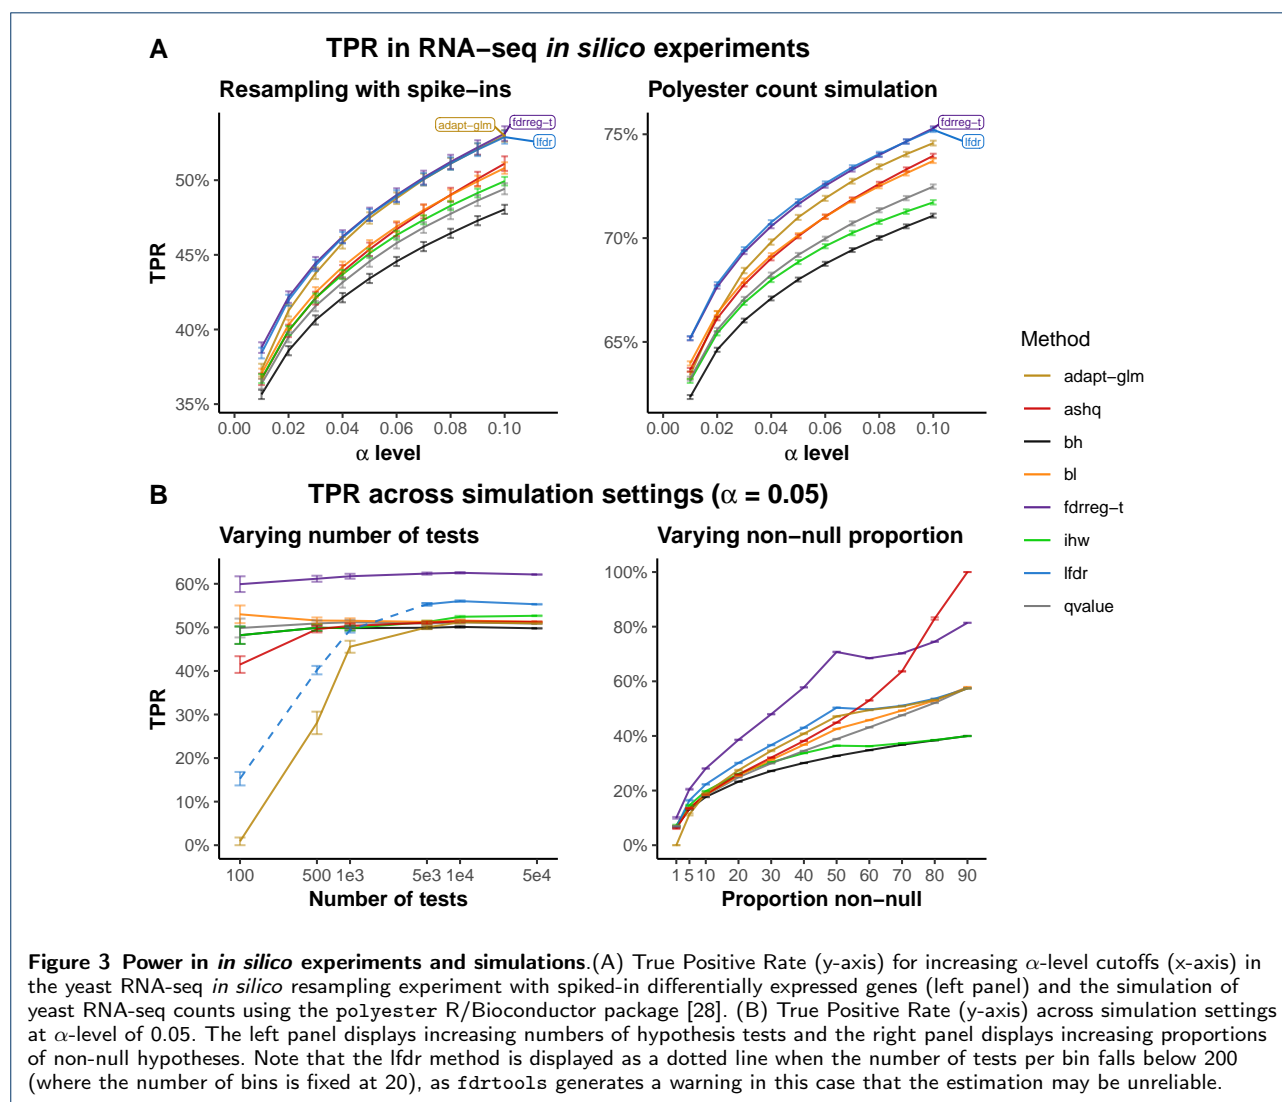 A
TPR in RNA−seq in silico experiments
Resampling with spike−ins
Polyester count simulation
adapt−glm
fdrreg−t
lfdr
fdrreg−t
lfdr
TPR
50%
45%
40%
35%
75%
70%
65%
0.00 0.02 0.04 0.06 0.08 0.10
0.00 0.02 0.04 0.06 0.08 0.10
α level
α level
Method
adapt−glm
ashq
bh
bl
fdrreg−t
ihw
lfdr
qvalue
B
TPR across simulation settings (α = 0.05)
Varying number of tests
Varying non−null proportion
TPR
60%
50%
40%
30%
20%
10%
0%
100%
80%
60%
40%
20%
0%
100 500 1e3 5e3 1e4 5e4
1 5 10 20 30 40 50 60 70 80 90
Number of tests
Proportion non−null
Figure 3 Power in in silico experiments and simulations.(A) True Positive Rate (y-axis) for increasing α-level cutoffs (x-axis) in
the yeast RNA-seq in silico resampling experiment with spiked-in differentially expressed genes (left panel) and the simulation of
yeast RNA-seq counts using the polyester R/Bioconductor package [28]. (B) True Positive Rate (y-axis) across simulation settings
at α-level of 0.05. The left panel displays increasing numbers of hypothesis tests and the right panel displays increasing proportions
of non-null hypotheses. Note that the lfdr method is displayed as a dotted line when the number of tests per bin falls below 200
(where the number of bins is fixed at 20), as fdrtools generates a warning in this case that the estimation may be unreliable.